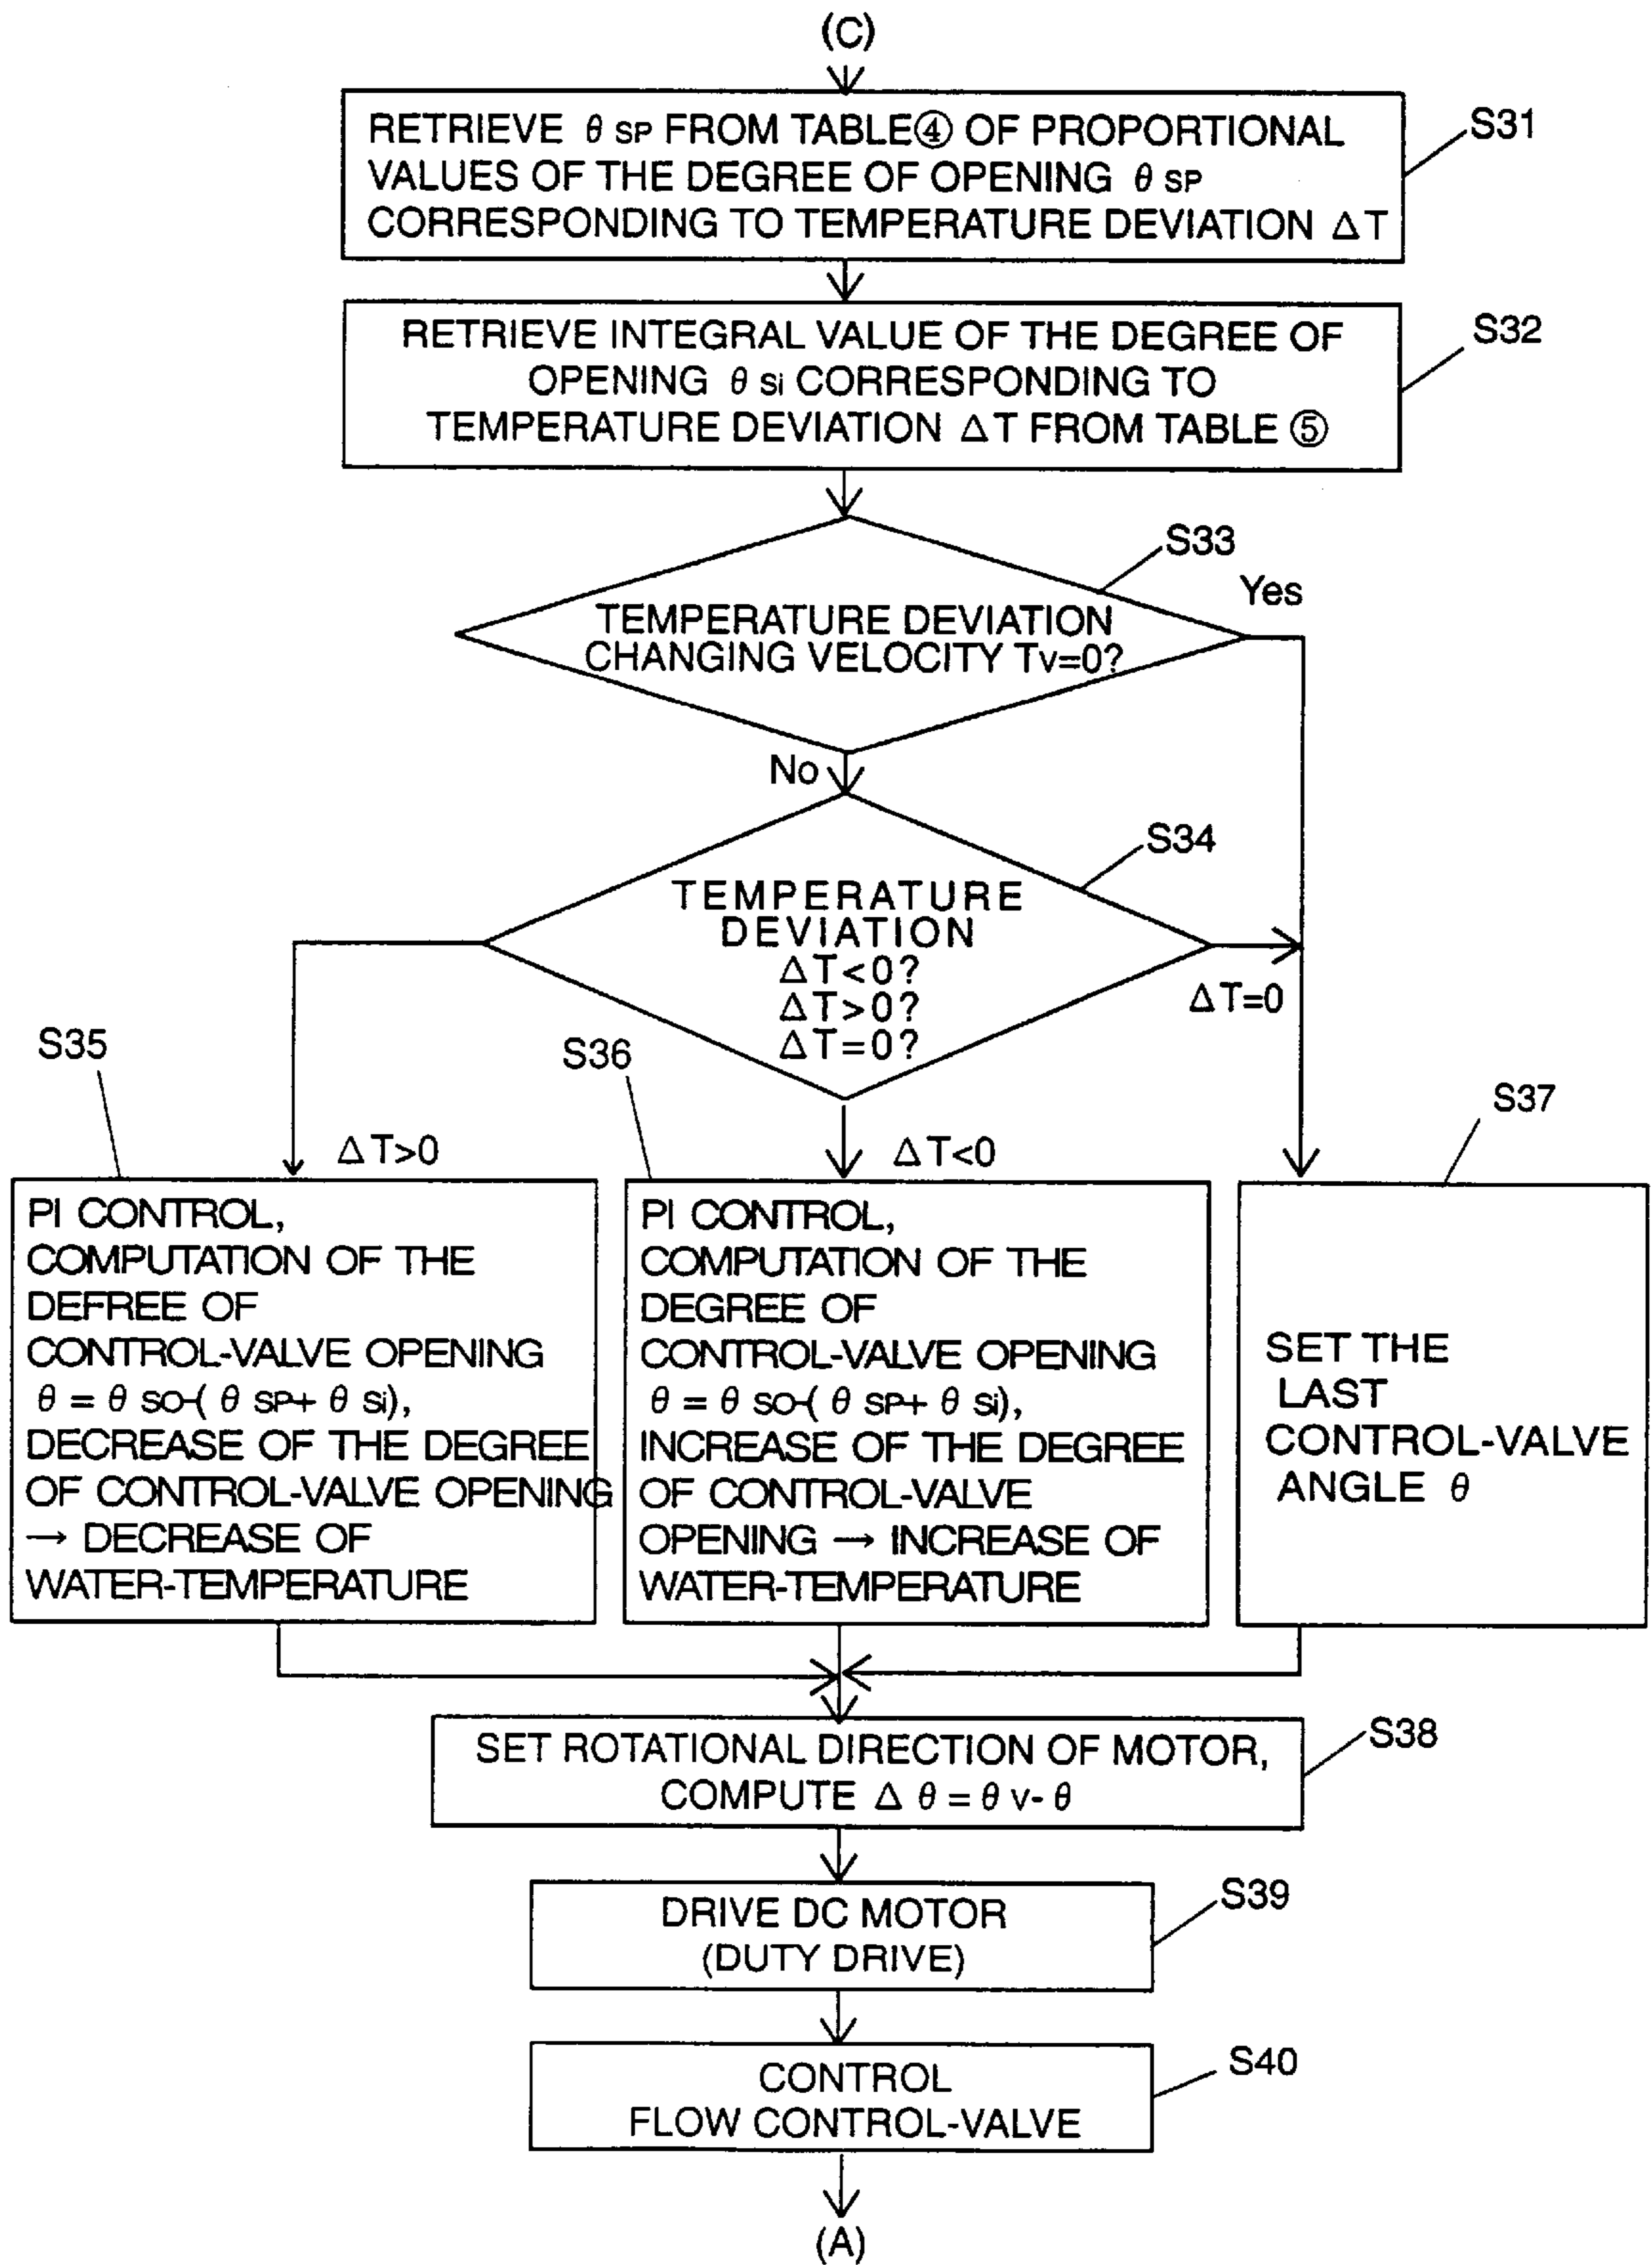 (C)
RETRIEVE θ SP FROM TABLE④ OF PROPORTIONAL
VALUES OF THE DEGREE OF OPENING θ SP
CORRESPONDING TO TEMPERATURE DEVIATION ΔT
S31
RETRIEVE INTEGRAL VALUE OF THE DEGREE OF
OPENING θ Si CORRESPONDING TO
TEMPERATURE DEVIATION ΔT FROM TABLE ⑤
S32
S33
Yes
TEMPERATURE DEVIATION
CHANGING VELOCITY TV=0?
No
S34
TEMPERATURE
DEVIATION
ΔT<0?
ΔT>0?
ΔT=0?
ΔT=0
S35
S36
S37
ΔT>0
ΔT<0
PI CONTROL,
COMPUTATION OF THE
DEFREE OF
CONTROL-VALVE OPENING
θ = θ SO-( θ SP+ θ Si),
DECREASE OF THE DEGREE
OF CONTROL-VALVE OPENING
→ DECREASE OF
WATER-TEMPERATURE
PI CONTROL,
COMPUTATION OF THE
DEGREE OF
CONTROL-VALVE OPENING
θ = θ SO-( θ SP+ θ Si),
INCREASE OF THE DEGREE
OF CONTROL-VALVE
OPENING → INCREASE OF
WATER-TEMPERATURE
SET THE
LAST
CONTROL-VALVE
ANGLE θ
SET ROTATIONAL DIRECTION OF MOTOR,
COMPUTE Δ θ = θ V- θ
S38
DRIVE DC MOTOR
(DUTY DRIVE)
S39
CONTROL
FLOW CONTROL-VALVE
S40
(A)